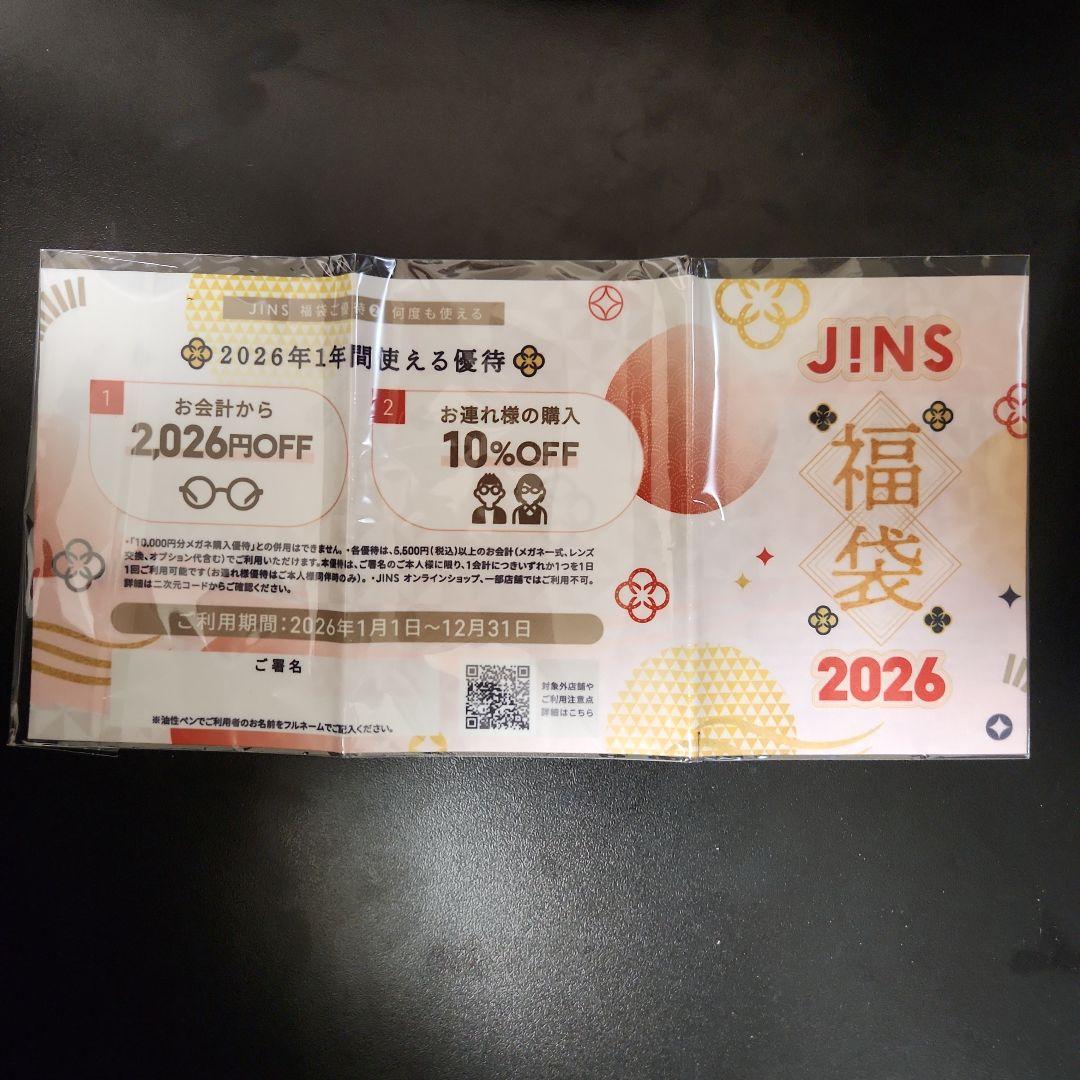 JINS 福袋ご優待❷ 何度も使える
2026年1年間使える優待
1
お会計から
2,026円OFF
2
お連れ様の購入
10%OFF
・「10,000円分メガネ購入優待」との併用はできません。・各優待は、5,500円(税込)以上のお会計(メガネ一式、レンズ
交換、オプション代含む)でご利用いただけます。本優待は、ご署名のご本人様に限り、1会計につきいずれか1つを1日
1回ご利用可能です(お連れ様優待はご本人様同伴時のみ)。・JINS オンラインショップ、一部店舗ではご利用不可。
詳細は二次元コードからご確認ください。
ご利用期間：2026年1月1日～12月31日
ご署名
※油性ペンでご利用者のお名前をフルネームでご記入ください。
対象外店舗や
ご利用注意点
詳細はこちら
J!NS
福
袋
2026